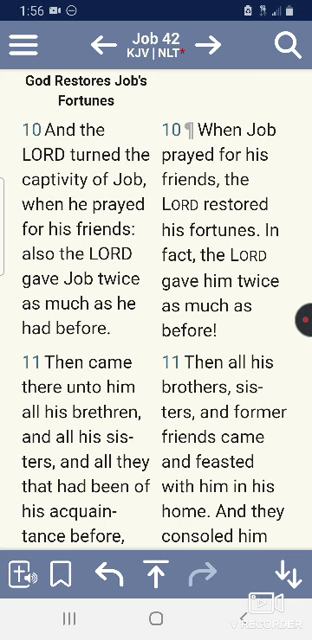 1:56
Job 42
KJV | NLT*
God Restores Job's
Fortunes
10 And the
LORD turned the
captivity of Job,
when he prayed
for his friends:
also the LORD
gave Job twice
as much as he
had before.
11 Then came
there unto him
all his brethren,
and all his sis-
ters, and all they
that had been of
his acquain-
tance before,
10 ¶ When Job
prayed for his
friends, the
LORD restored
his fortunes. In
fact, the LORD
gave him twice
as much as
before!
11 Then all his
brothers, sis-
ters, and former
friends came
and feasted
with him in his
home. And they
consoled him
V RECORDER